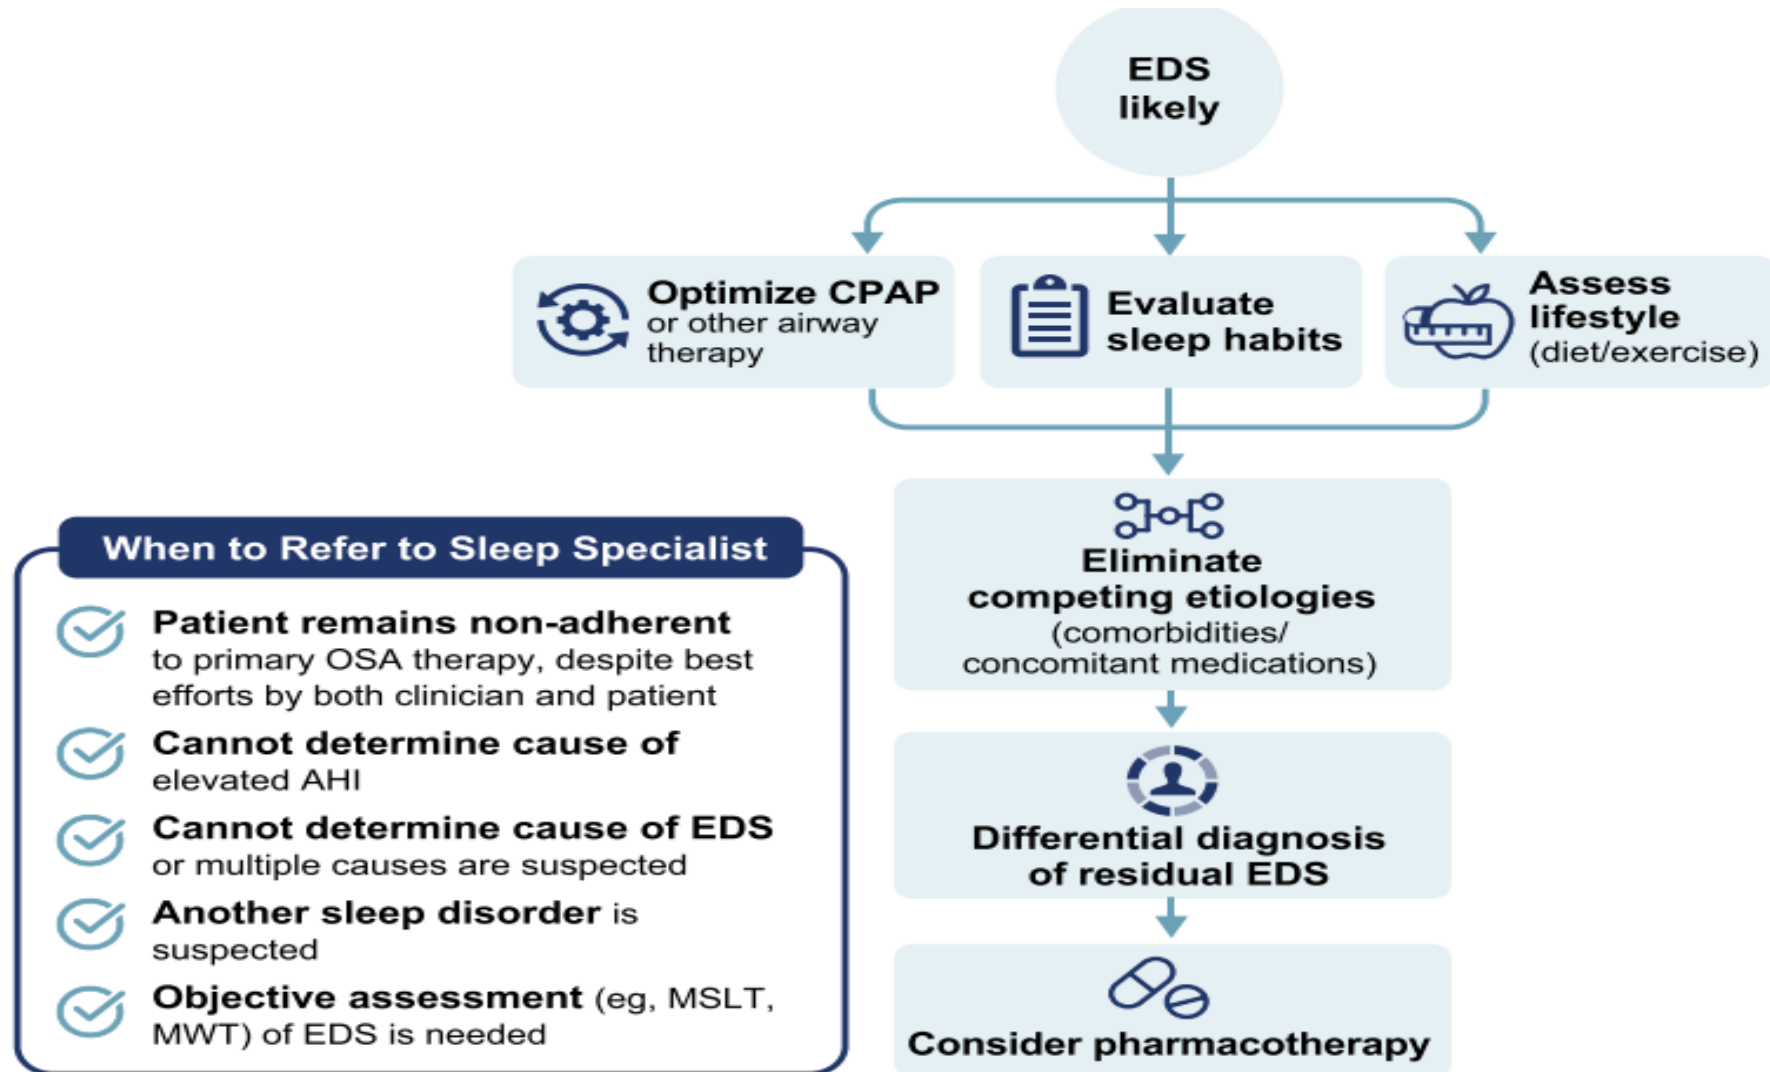 EDS
likely
Optimize CPAP
or other airway
therapy
Evaluate
sleep habits
Assess
lifestyle
(diet/exercise)
Eliminate
competing etiologies
(comorbidities/
concomitant medications)
Differential diagnosis
of residual EDS
Consider pharmacotherapy
When to Refer to Sleep Specialist
Patient remains non-adherent
to primary OSA therapy, despite best
efforts by both clinician and patient
Cannot determine cause of
elevated AHI
Cannot determine cause of EDS
or multiple causes are suspected
Another sleep disorder is
suspected
Objective assessment (eg, MSLT,
MWT) of EDS is needed